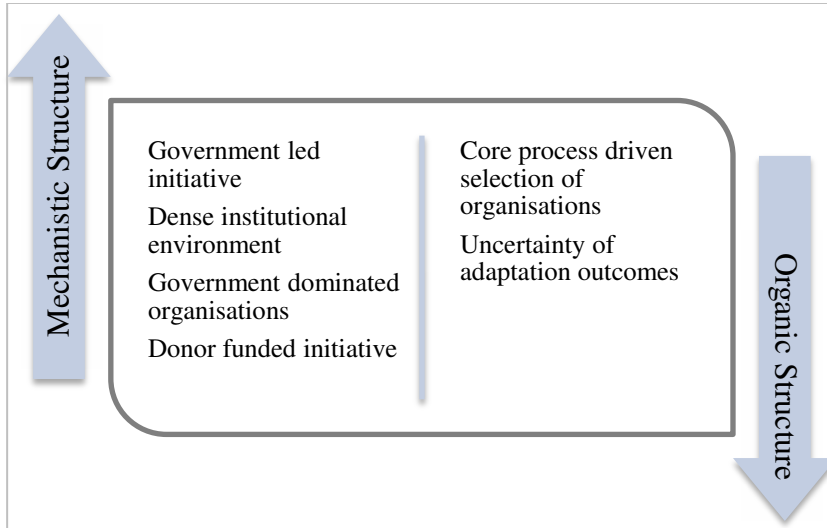 Mechanistic Structure
Government led
initiative
Dense institutional
environment
Government dominated
organisations
Donor funded initiative
Core process driven
selection of
organisations
Uncertainty of
adaptation outcomes
Organic Structure